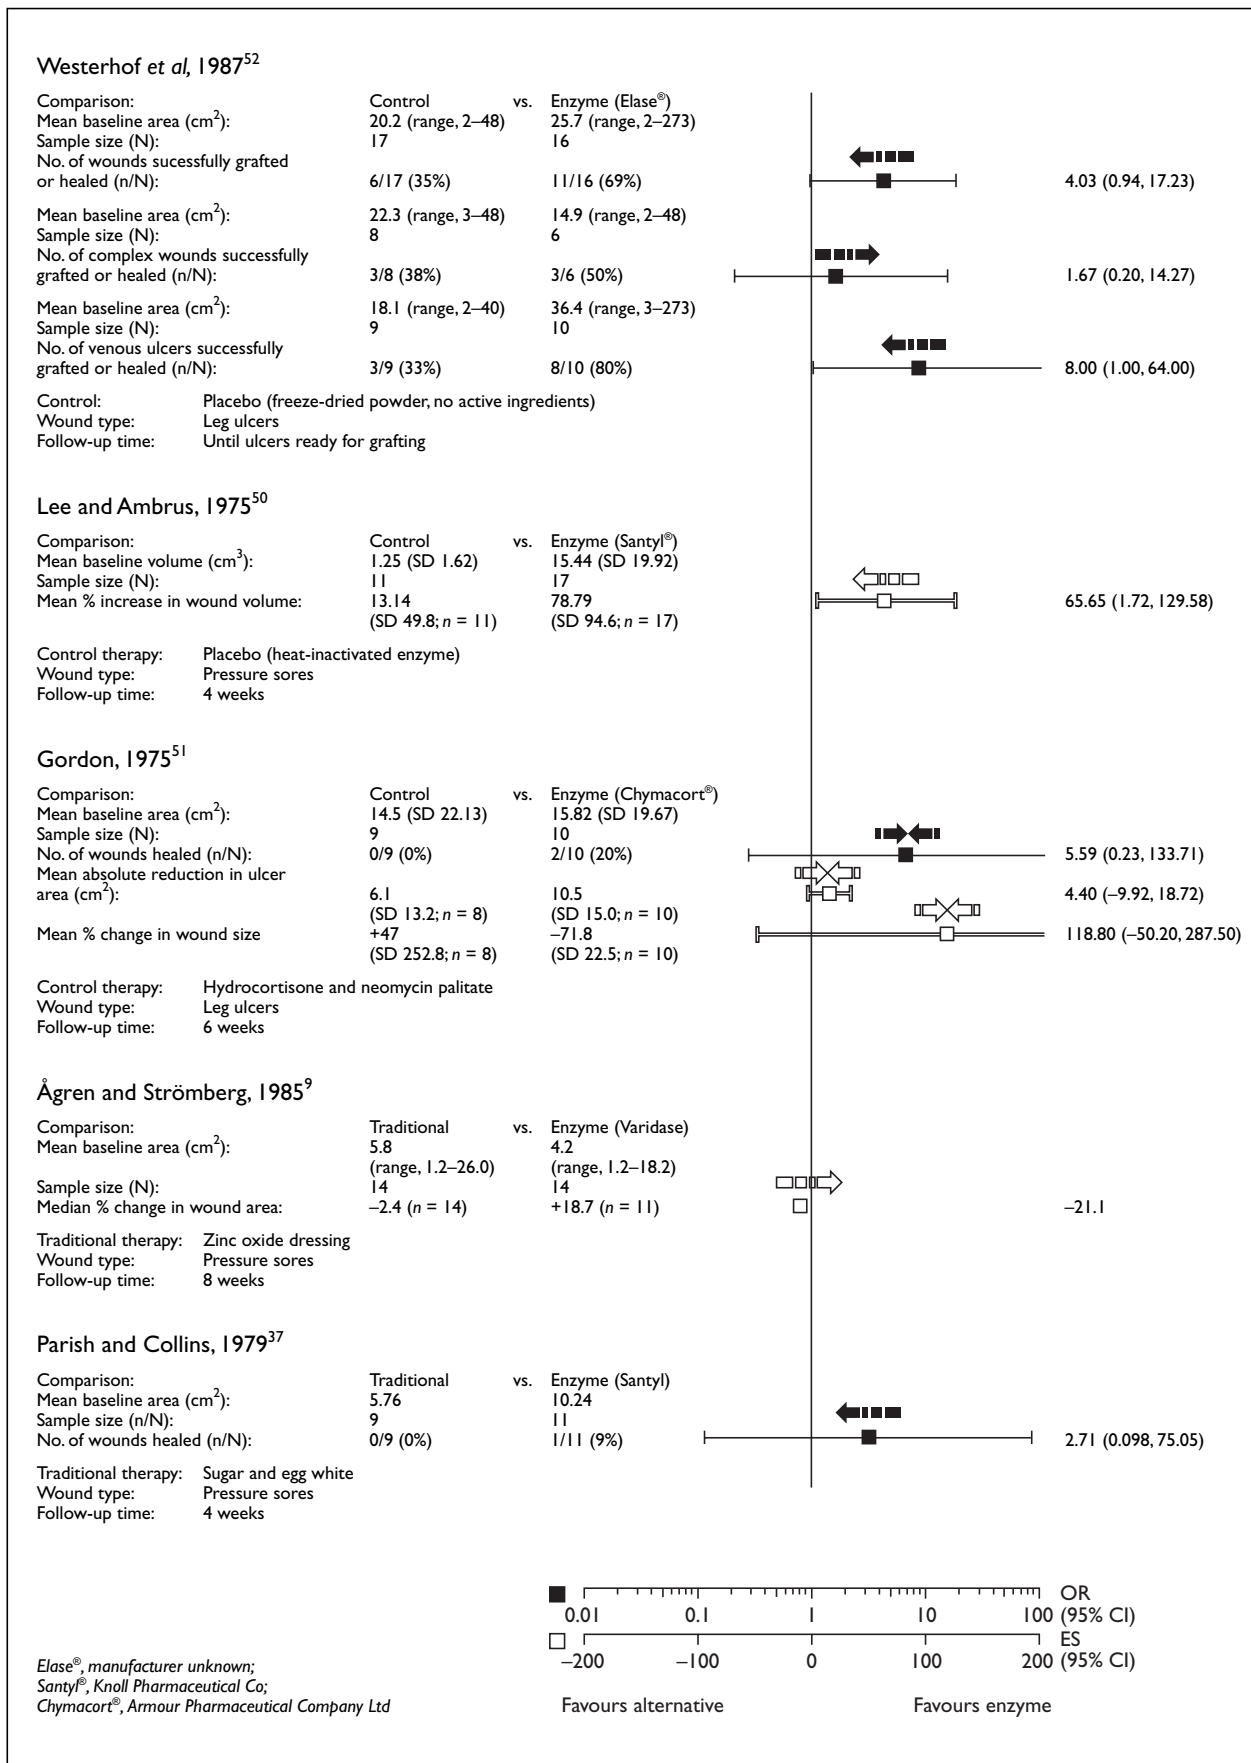 Westerhof et al, 1987⁵²
Comparison: Control vs. Enzyme (Elase®)
Mean baseline area (cm²): 20.2 (range, 2–48) 25.7 (range, 2–273)
Sample size (N): 17 16
No. of wounds sucessfully grafted
or healed (n/N): 6/17 (35%) 11/16 (69%) 4.03 (0.94, 17.23)
Mean baseline area (cm²): 22.3 (range, 3–48) 14.9 (range, 2–48)
Sample size (N): 8 6
No. of complex wounds successfully
grafted or healed (n/N): 3/8 (38%) 3/6 (50%) 1.67 (0.20, 14.27)
Mean baseline area (cm²): 18.1 (range, 2–40) 36.4 (range, 3–273)
Sample size (N): 9 10
No. of venous ulcers successfully
grafted or healed (n/N): 3/9 (33%) 8/10 (80%) 8.00 (1.00, 64.00)
Control: Placebo (freeze-dried powder, no active ingredients)
Wound type: Leg ulcers
Follow-up time: Until ulcers ready for grafting
Lee and Ambrus, 1975⁵⁰
Comparison: Control vs. Enzyme (Santyl®)
Mean baseline volume (cm³): 1.25 (SD 1.62) 15.44 (SD 19.92)
Sample size (N): 11 17
Mean % increase in wound volume: 13.14 78.79 65.65 (1.72, 129.58)
(SD 49.8; n = 11) (SD 94.6; n = 17)
Control therapy: Placebo (heat-inactivated enzyme)
Wound type: Pressure sores
Follow-up time: 4 weeks
Gordon, 1975⁵¹
Comparison: Control vs. Enzyme (Chymacort®)
Mean baseline area (cm²): 14.5 (SD 22.13) 15.82 (SD 19.67)
Sample size (N): 9 10
No. of wounds healed (n/N): 0/9 (0%) 2/10 (20%) 5.59 (0.23, 133.71)
Mean absolute reduction in ulcer
area (cm²): 6.1 10.5 4.40 (–9.92, 18.72)
(SD 13.2; n = 8) (SD 15.0; n = 10)
Mean % change in wound size +47 –71.8 118.80 (–50.20, 287.50)
(SD 252.8; n = 8) (SD 22.5; n = 10)
Control therapy: Hydrocortisone and neomycin palitate
Wound type: Leg ulcers
Follow-up time: 6 weeks
Ågren and Strömberg, 1985⁹
Comparison: Traditional vs. Enzyme (Varidase)
Mean baseline area (cm²): 5.8 4.2
(range, 1.2–26.0) (range, 1.2–18.2)
Sample size (N): 14 14
Median % change in wound area: –2.4 (n = 14) +18.7 (n = 11) –21.1
Traditional therapy: Zinc oxide dressing
Wound type: Pressure sores
Follow-up time: 8 weeks
Parish and Collins, 1979³⁷
Comparison: Traditional vs. Enzyme (Santyl)
Mean baseline area (cm²): 5.76 10.24
Sample size (n/N): 9 11
No. of wounds healed (n/N): 0/9 (0%) 1/11 (9%) 2.71 (0.098, 75.05)
Traditional therapy: Sugar and egg white
Wound type: Pressure sores
Follow-up time: 4 weeks
OR
0.01 0.1 1 10 100 (95% CI)
ES
–200 –100 0 100 200 (95% CI)
Elase®, manufacturer unknown;
Santyl®, Knoll Pharmaceutical Co;
Chymacort®, Armour Pharmaceutical Company Ltd
Favours alternative Favours enzyme